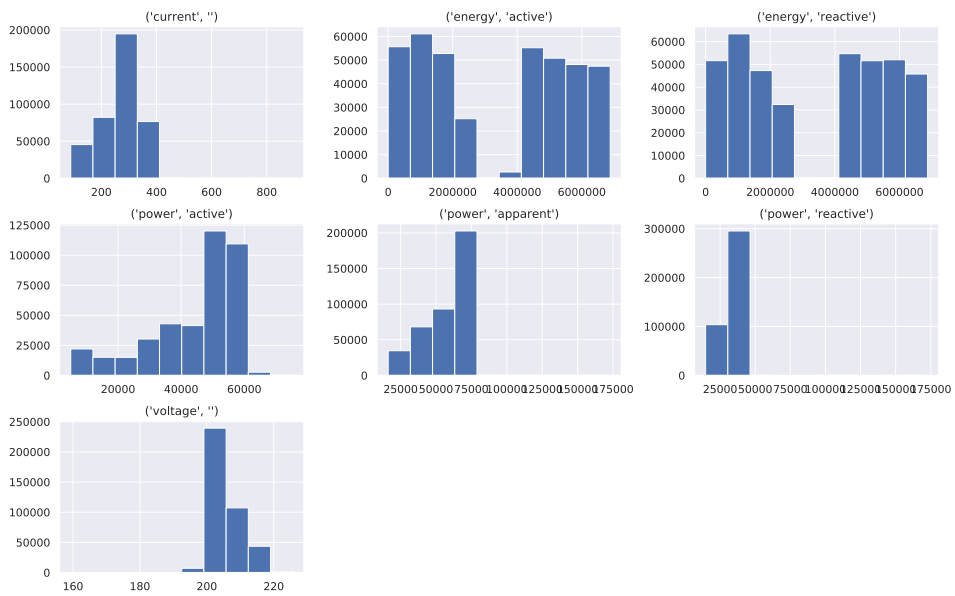 ('current', '')
200000
150000
100000
50000
0
200 400 600 800
('energy', 'active')
60000
50000
40000
30000
20000
10000
0
0 2000000 4000000 6000000
('energy', 'reactive')
60000
50000
40000
30000
20000
10000
0
0 2000000 4000000 6000000
('power', 'active')
125000
100000
75000
50000
25000
0
20000 40000 60000
('power', 'apparent')
200000
150000
100000
50000
0
25000 50000 75000 100000 125000 150000 175000
('power', 'reactive')
300000
200000
100000
0
25000 50000 75000 100000 125000 150000 175000
('voltage', '')
250000
200000
150000
100000
50000
0
160 180 200 220